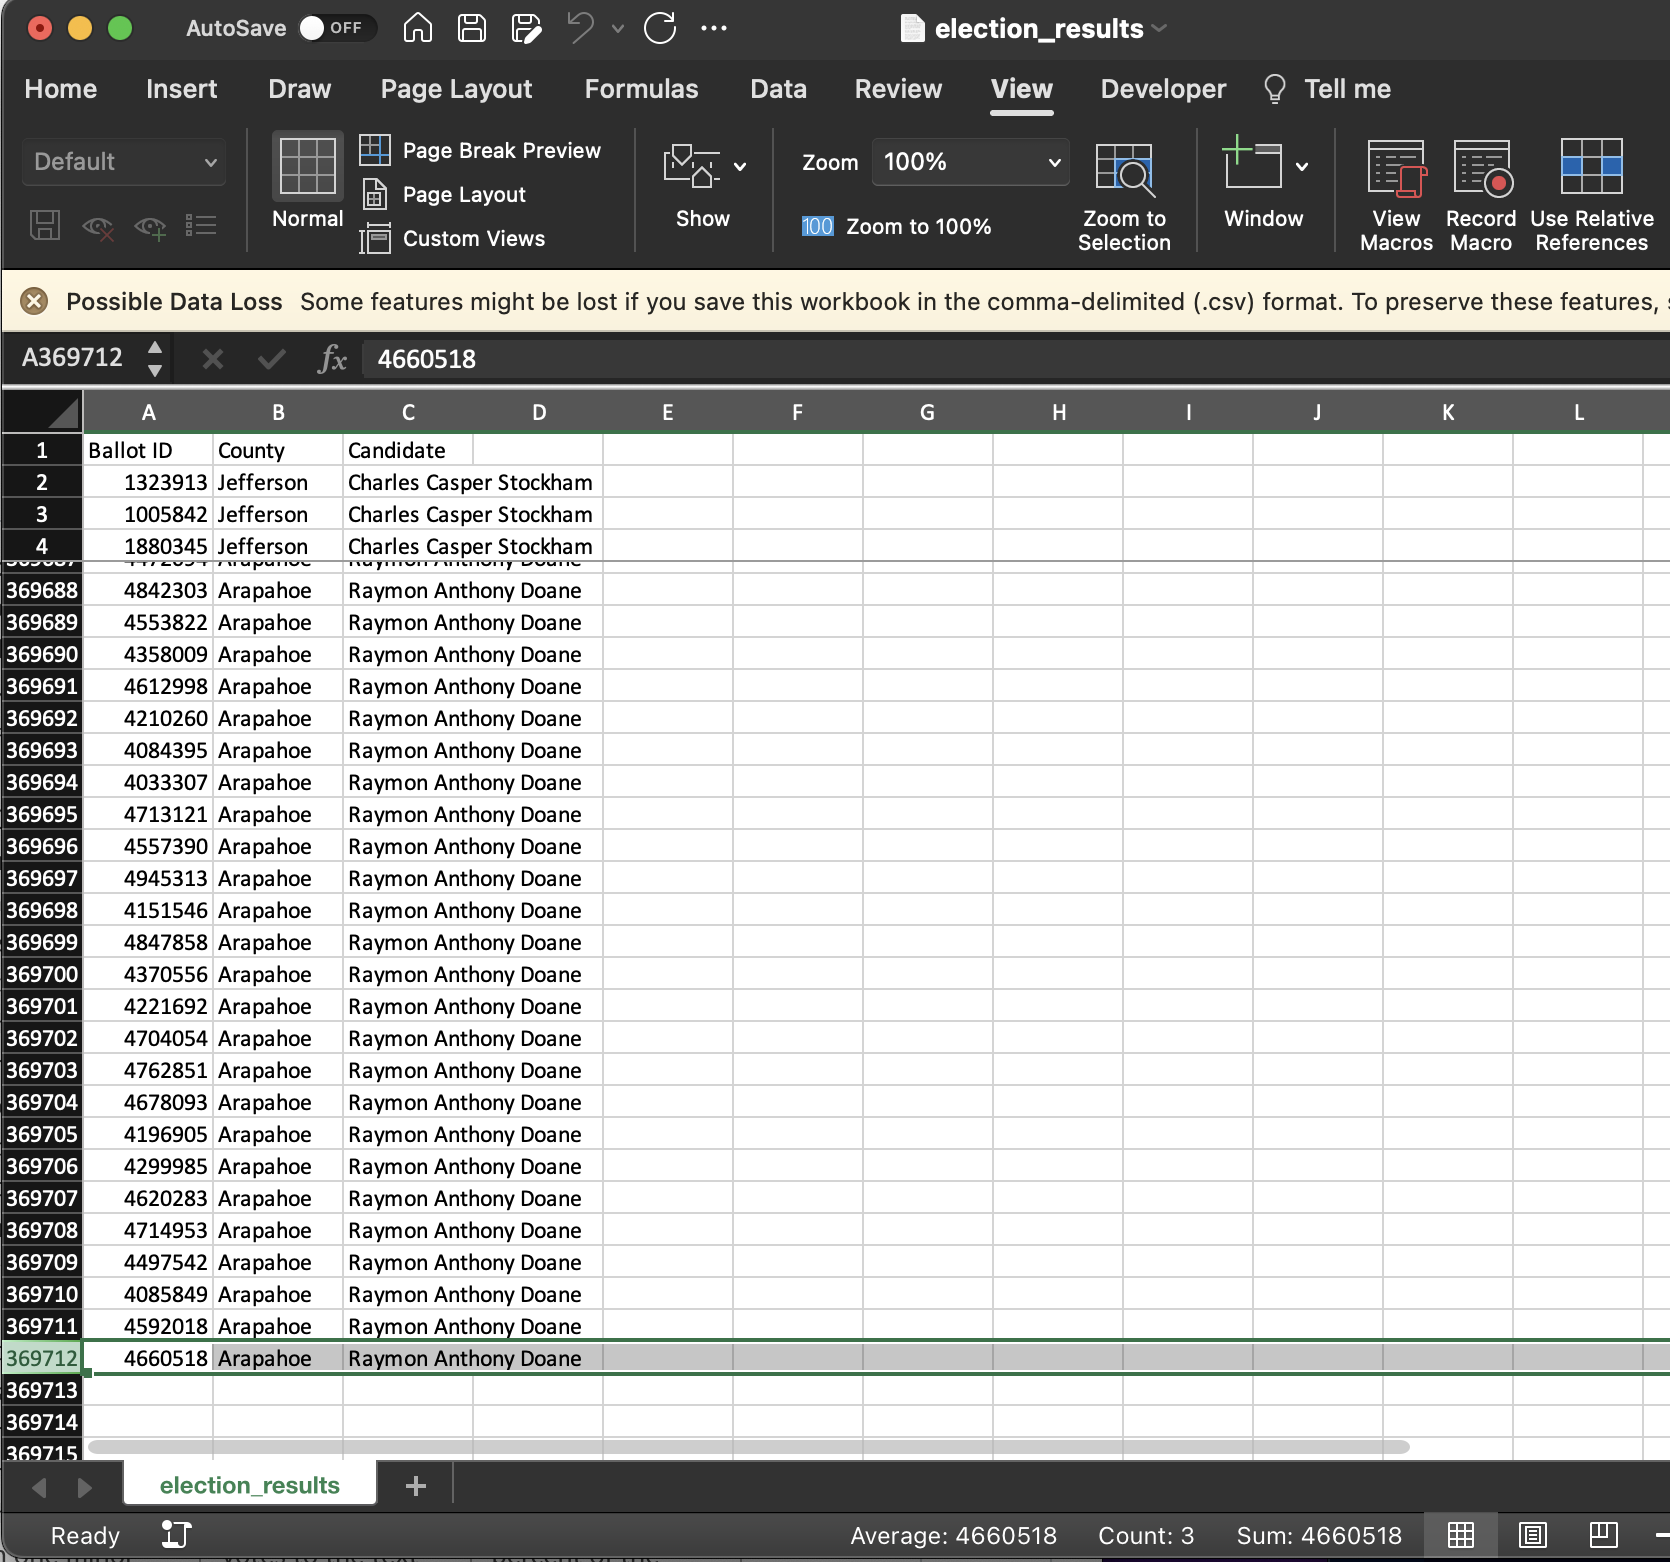 AutoSave OFF election_results
Home Insert Draw Page Layout Formulas Data Review View Developer Tell me
Default
Normal
Page Break Preview
Page Layout
Custom Views
Show
Zoom 100%
100 Zoom to 100%
Zoom to
Selection
Window
View
Macros
Record
Macro
Use Relative
References
Possible Data Loss Some features might be lost if you save this workbook in the comma-delimited (.csv) format. To preserve these features, s
A369712 fx 4660518
A B C D E F G H I J K L
1 Ballot ID County Candidate
2 1323913 Jefferson Charles Casper Stockham
3 1005842 Jefferson Charles Casper Stockham
4 1880345 Jefferson Charles Casper Stockham
369688 4842303 Arapahoe Raymon Anthony Doane
369689 4553822 Arapahoe Raymon Anthony Doane
369690 4358009 Arapahoe Raymon Anthony Doane
369691 4612998 Arapahoe Raymon Anthony Doane
369692 4210260 Arapahoe Raymon Anthony Doane
369693 4084395 Arapahoe Raymon Anthony Doane
369694 4033307 Arapahoe Raymon Anthony Doane
369695 4713121 Arapahoe Raymon Anthony Doane
369696 4557390 Arapahoe Raymon Anthony Doane
369697 4945313 Arapahoe Raymon Anthony Doane
369698 4151546 Arapahoe Raymon Anthony Doane
369699 4847858 Arapahoe Raymon Anthony Doane
369700 4370556 Arapahoe Raymon Anthony Doane
369701 4221692 Arapahoe Raymon Anthony Doane
369702 4704054 Arapahoe Raymon Anthony Doane
369703 4762851 Arapahoe Raymon Anthony Doane
369704 4678093 Arapahoe Raymon Anthony Doane
369705 4196905 Arapahoe Raymon Anthony Doane
369706 4299985 Arapahoe Raymon Anthony Doane
369707 4620283 Arapahoe Raymon Anthony Doane
369708 4714953 Arapahoe Raymon Anthony Doane
369709 4497542 Arapahoe Raymon Anthony Doane
369710 4085849 Arapahoe Raymon Anthony Doane
369711 4592018 Arapahoe Raymon Anthony Doane
369712 4660518 Arapahoe Raymon Anthony Doane
369713
369714
369715
election_results
Ready Average: 4660518 Count: 3 Sum: 4660518